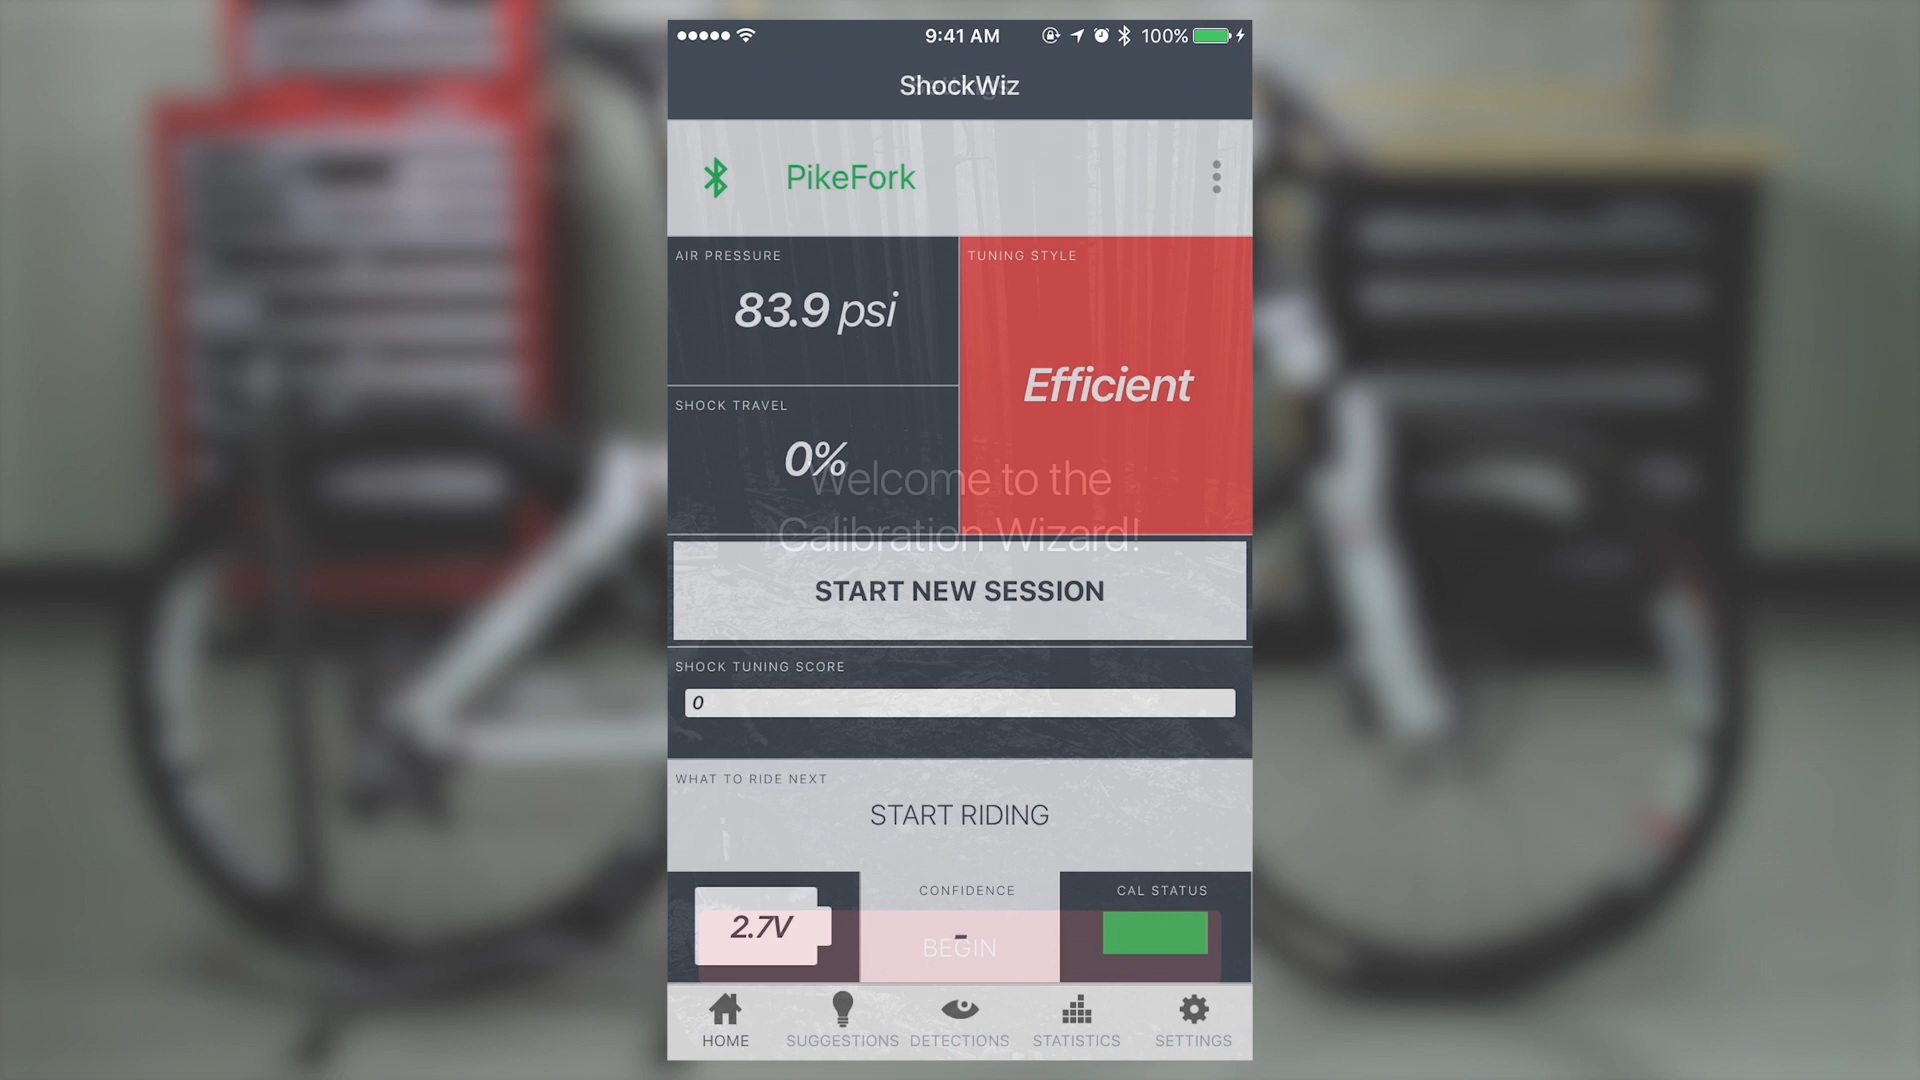 9:41 AM
100%
ShockWiz
PikeFork
AIR PRESSURE
83.9 psi
TUNING STYLE
Efficient
SHOCK TRAVEL
0%
Welcome to the
Calibration Wizard!
START NEW SESSION
SHOCK TUNING SCORE
0
WHAT TO RIDE NEXT
START RIDING
2.7V
CONFIDENCE
-
BEGIN
CAL STATUS
HOME
SUGGESTIONS
DETECTIONS
STATISTICS
SETTINGS